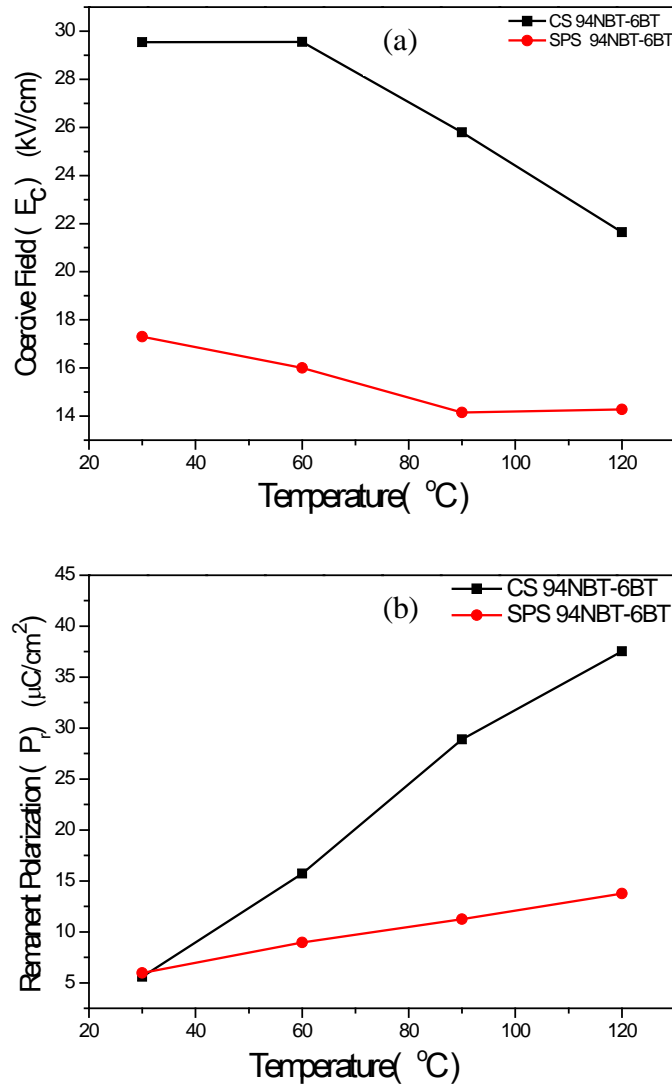 CS 94NBT-6BT
SPS 94NBT-6BT
(a)
Coercive Field( E_C) (kV/cm)
30
28
26
24
22
20
18
16
14
20 40 60 80 100 120
Temperature( °C)
CS 94NBT-6BT
SPS 94NBT-6BT
(b)
Remanent Polarization( P_r) (μC/cm²)
45
40
35
30
25
20
15
10
5
20 40 60 80 100 120
Temperature( °C)